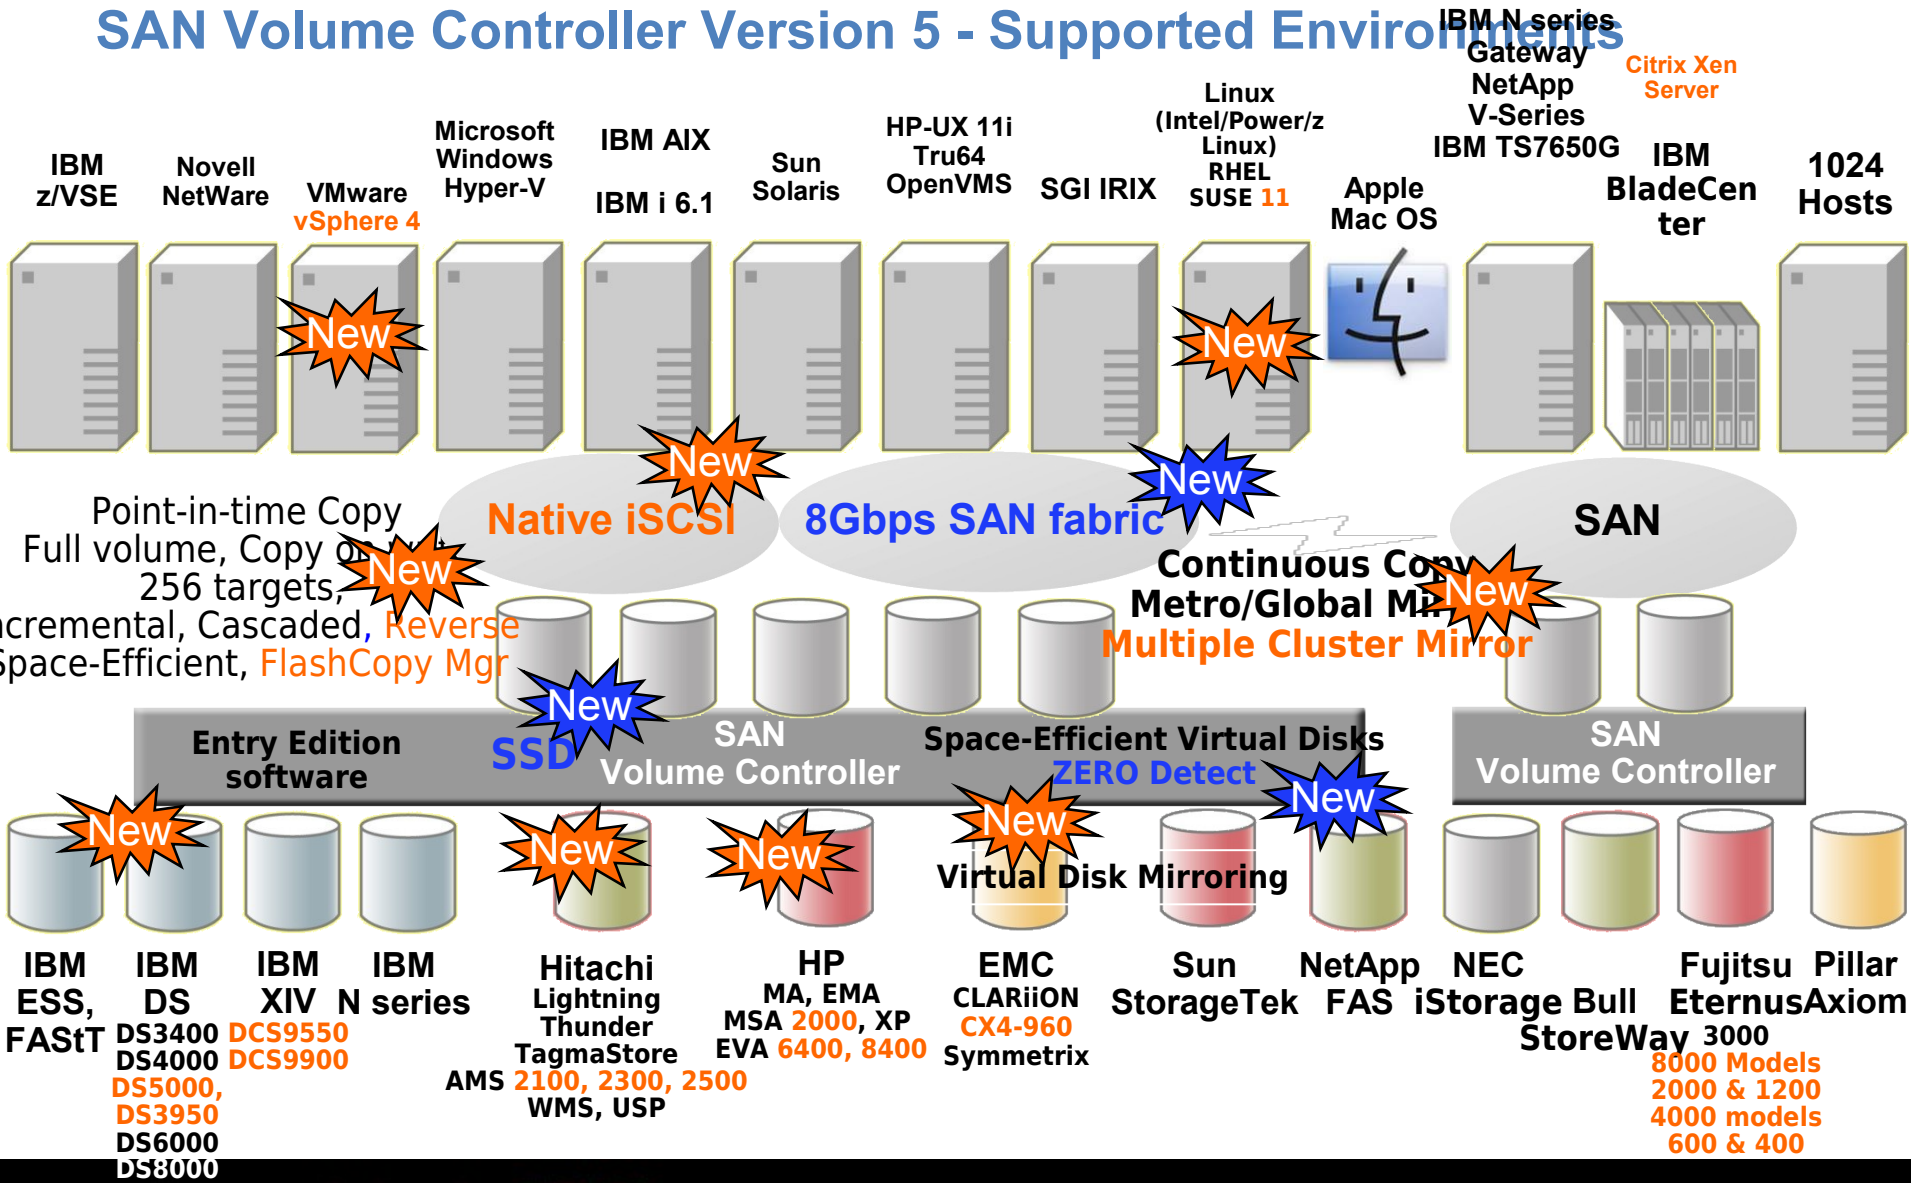 SAN Volume Controller Version 5 - Supported Environments
IBM
z/VSE
Novell
NetWare
VMware
vSphere 4
Microsoft
Windows
Hyper-V
IBM AIX
IBM i 6.1
Sun
Solaris
HP-UX 11i
Tru64
OpenVMS
SGI IRIX
Linux
(Intel/Power/z
Linux)
RHEL
SUSE 11
Apple
Mac OS
IBM N series
Gateway
NetApp
V-Series
IBM TS7650G
Citrix Xen
Server
IBM
BladeCen
ter
1024
Hosts
New
New
New
New
Native iSCSI
8Gbps SAN fabric
SAN
Point-in-time Copy
Full volume, Copy on
256 targets,
Incremental, Cascaded, Reverse
Space-Efficient, FlashCopy Mgr
New
Continuous Copy
Metro/Global Mirror
Multiple Cluster Mirror
New
Entry Edition
software
SSD
New
SAN
Volume Controller
Space-Efficient Virtual Disks
ZERO Detect
New
SAN
Volume Controller
New
New
New
New
Virtual Disk Mirroring
IBM
ESS,
FAStT
IBM
DS
DS3400
DS4000
DS5000,
DS3950
DS6000
DS8000
IBM
XIV
DCS9550
DCS9900
IBM
N series
Hitachi
Lightning
Thunder
TagmaStore
AMS 2100, 2300, 2500
WMS, USP
HP
MA, EMA
MSA 2000, XP
EVA 6400, 8400
EMC
CLARiiON
CX4-960
Symmetrix
Sun
StorageTek
NetApp
FAS
NEC
iStorage
Bull
StoreWay
Fujitsu
Eternus
3000
8000 Models
2000 & 1200
4000 models
600 & 400
Pillar
Axiom